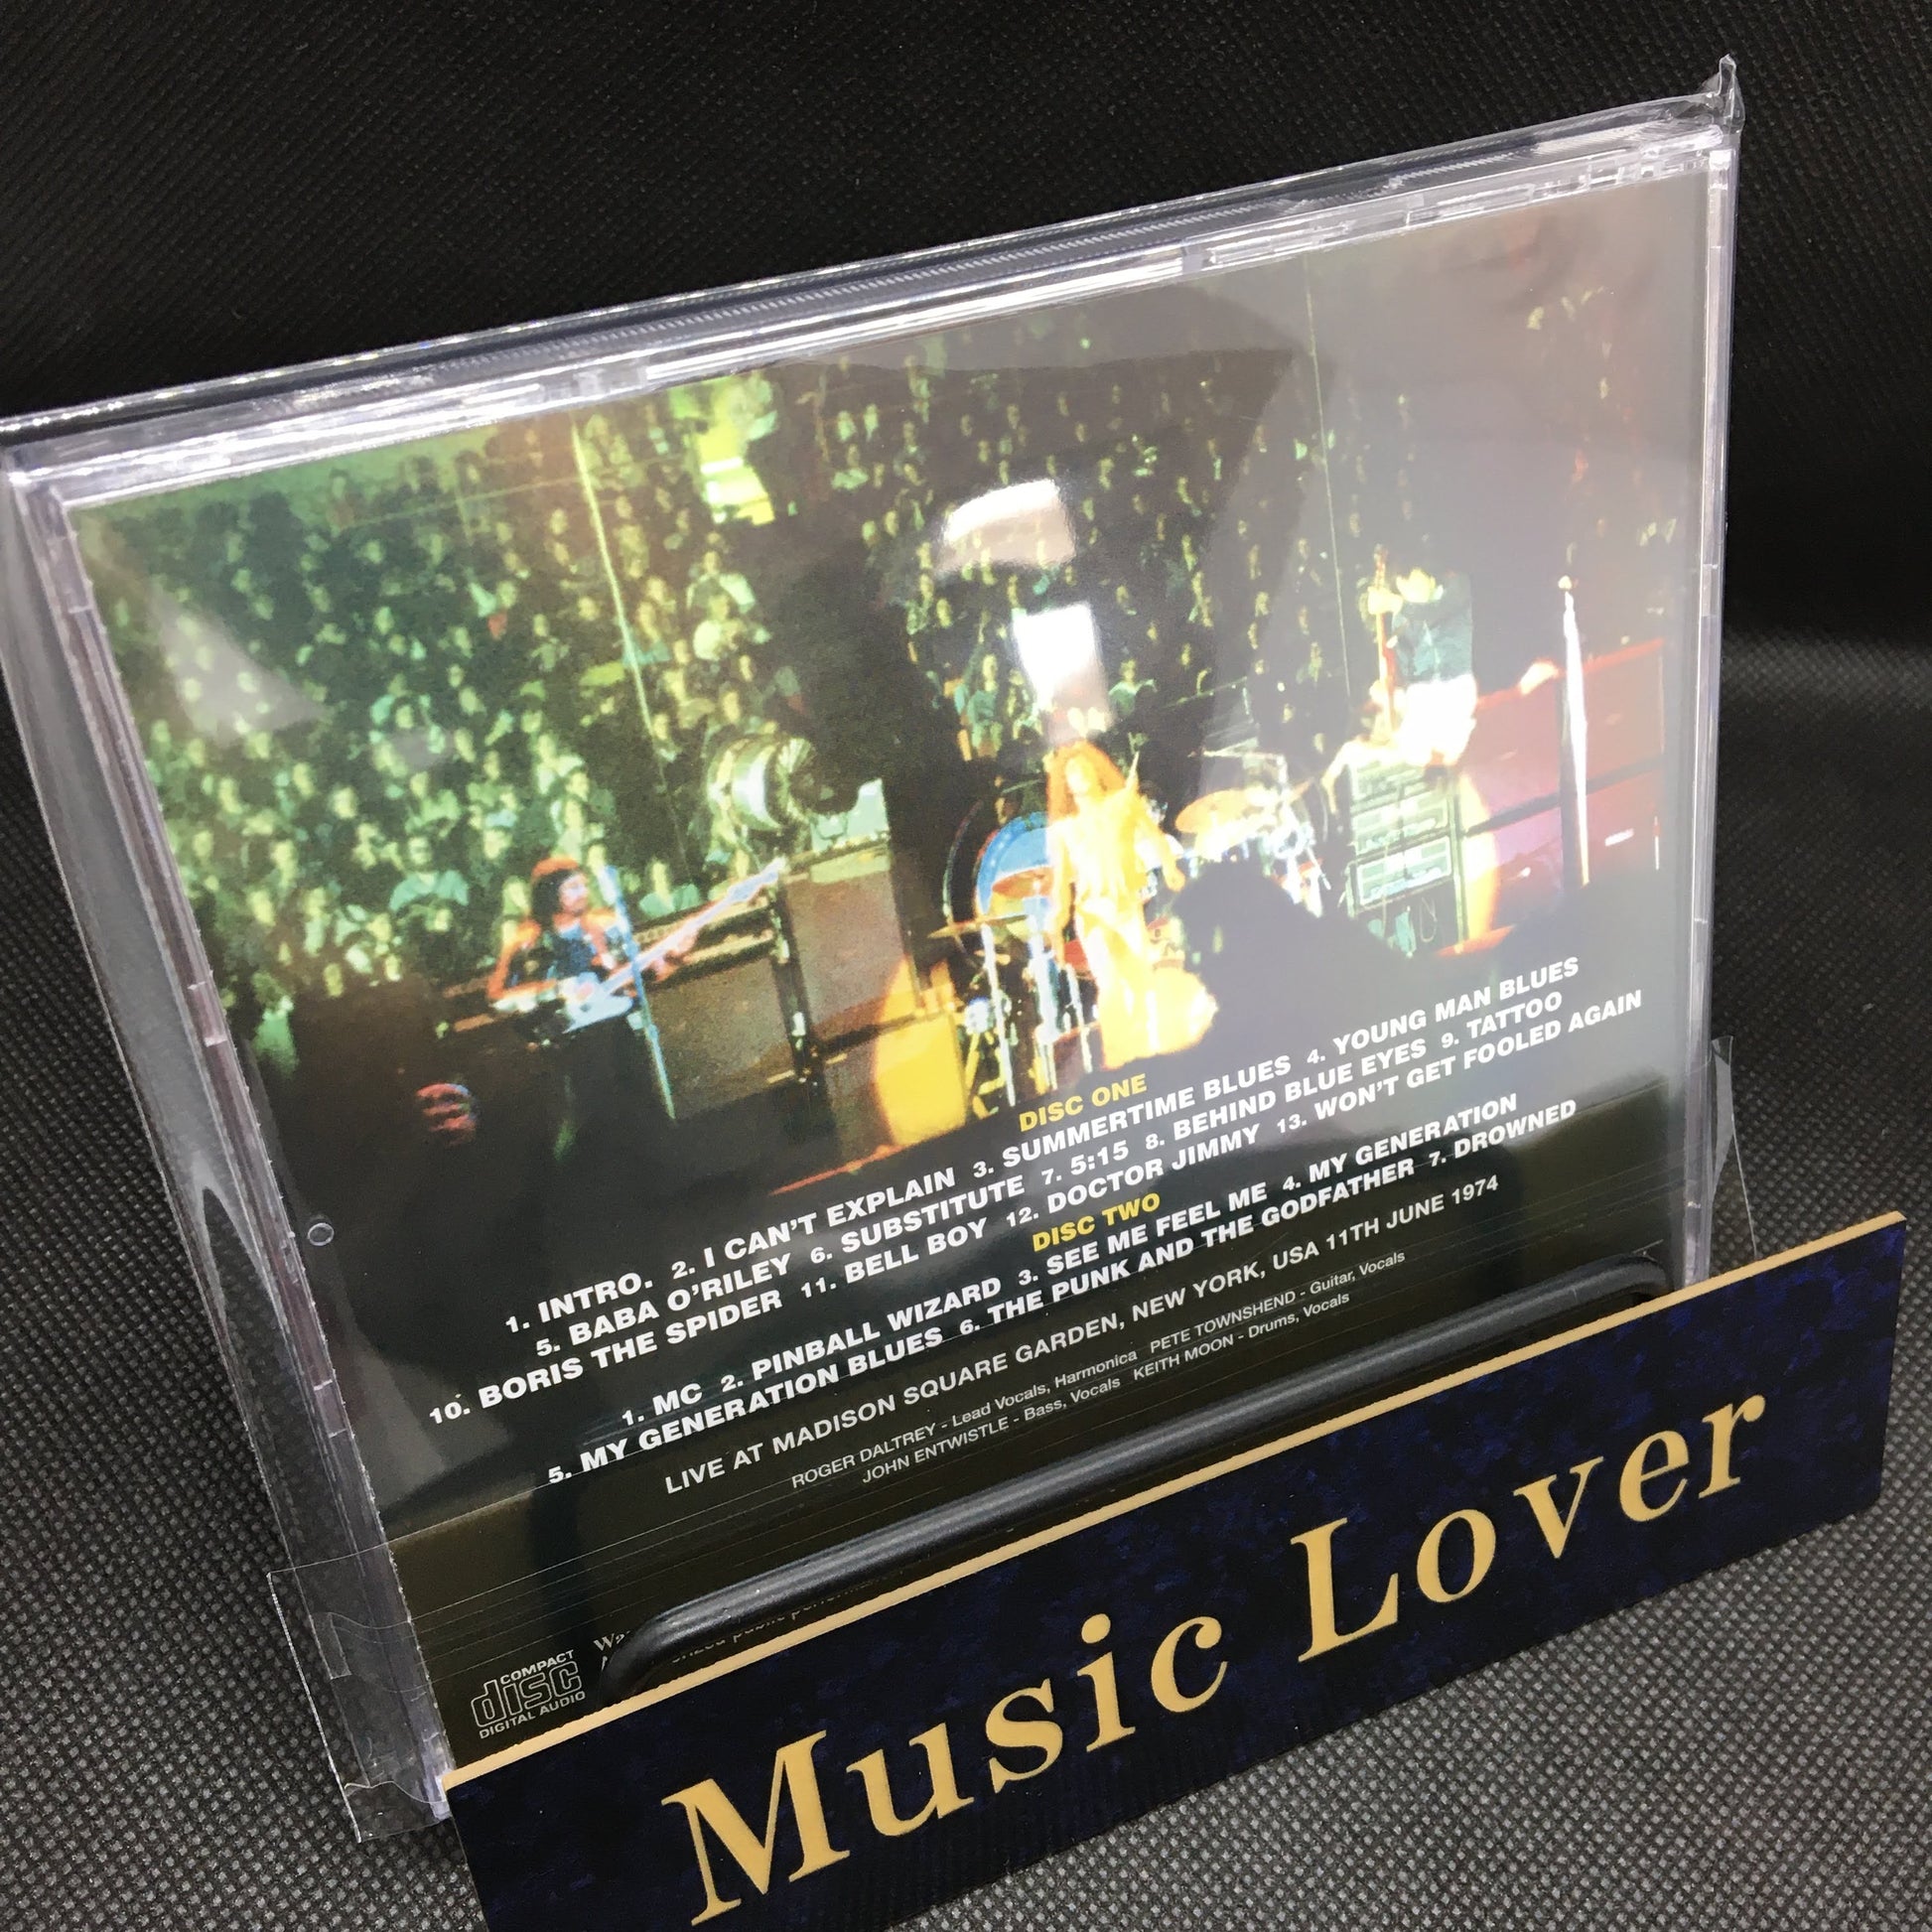 DISC ONE
1. INTRO. 2. I CAN'T EXPLAIN 3. SUMMERTIME BLUES 4. YOUNG MAN BLUES
5. BABA O'RILEY 6. SUBSTITUTE 7. 5:15 8. BEHIND BLUE EYES 9. TATTOO
10. BORIS THE SPIDER 11. BELL BOY 12. DOCTOR JIMMY 13. WON'T GET FOOLED AGAIN
DISC TWO
1. MC 2. PINBALL WIZARD 3. SEE ME FEEL ME 4. MY GENERATION
5. MY GENERATION BLUES 6. THE PUNK AND THE GODFATHER 7. DROWNED
LIVE AT MADISON SQUARE GARDEN, NEW YORK, USA 11TH JUNE 1974
ROGER DALTREY - Lead Vocals, Harmonica PETE TOWNSHEND - Guitar, Vocals
JOHN ENTWISTLE - Bass, Vocals KEITH MOON - Drums, Vocals
COMPACT
disc
DIGITAL AUDIO
Music Lover